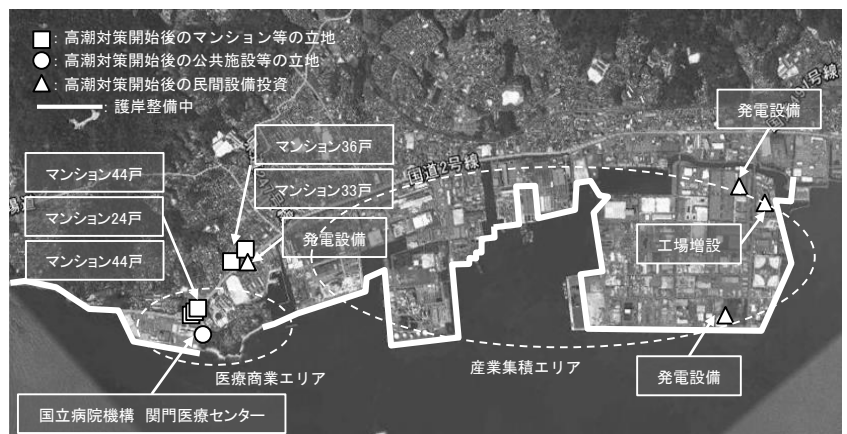 ：高潮対策開始後のマンション等の立地
：高潮対策開始後の公共施設等の立地
：高潮対策開始後の民間設備投資
：護岸整備中
発電設備
マンション36戸
国道2号線
マンション44戸
マンション33戸
マンション24戸
発電設備
工場増設
マンション44戸
医療商業エリア
産業集積エリア
発電設備
国立病院機構 関門医療センター